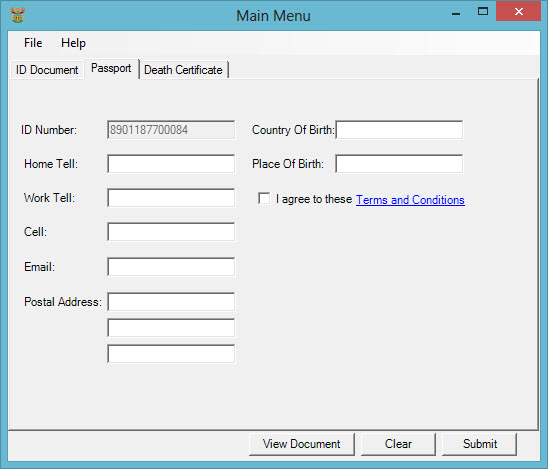 Main Menu
File Help
ID Document Passport Death Certificate
ID Number: 8901187700084 Country Of Birth:
Home Tell: Place Of Birth:
Work Tell: I agree to these Terms and Conditions
Cell:
Email:
Postal Address:
View Document Clear Submit